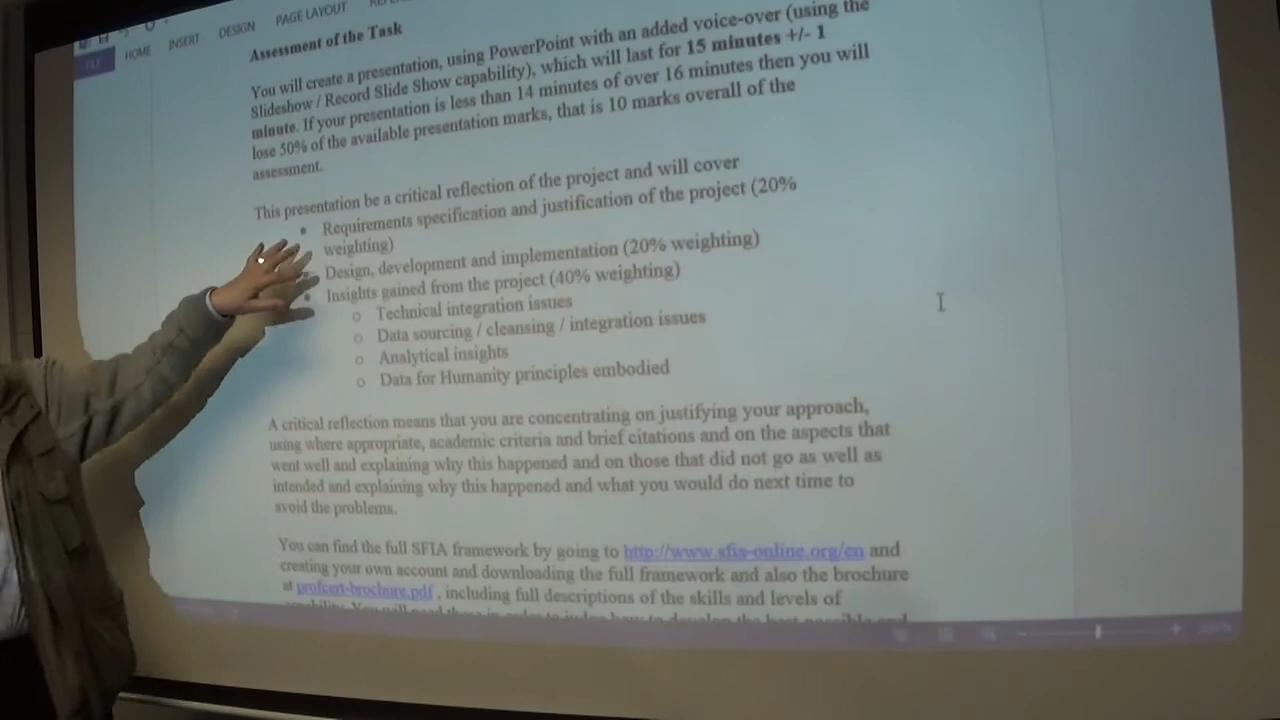 HOME INSERT DESIGN PAGE LAYOUT
FILE
Assessment of the Task
You will create a presentation, using PowerPoint with an added voice-over (using the
Slideshow / Record Slide Show capability), which will last for 15 minutes +/- 1
minute. If your presentation is less than 14 minutes of over 16 minutes then you will
lose 50% of the available presentation marks, that is 10 marks overall of the
assessment.
This presentation be a critical reflection of the project and will cover
• Requirements specification and justification of the project (20%
weighting)
Design, development and implementation (20% weighting)
• Insights gained from the project (40% weighting)
o Technical integration issues
o Data sourcing / cleansing / integration issues
o Analytical insights
o Data for Humanity principles embodied
A critical reflection means that you are concentrating on justifying your approach,
using where appropriate, academic criteria and brief citations and on the aspects that
went well and explaining why this happened and on those that did not go as well as
intended and explaining why this happened and what you would do next time to
avoid the problems.
You can find the full SFIA framework by going to http://www.sfia-online.org/en and
creating your own account and downloading the full framework and also the brochure
at profcert-brochure.pdf , including full descriptions of the skills and levels of